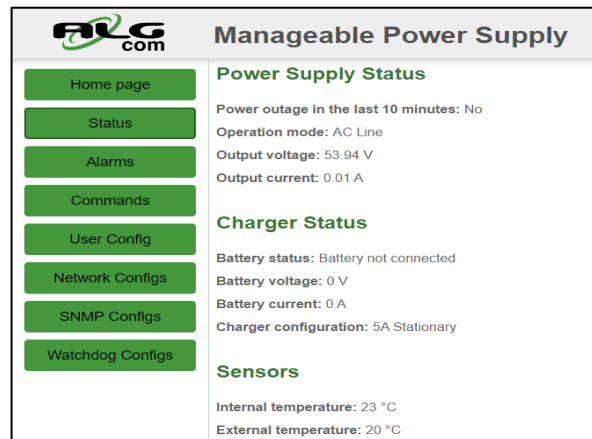 ALG
com
Manageable Power Supply
Home page
Status
Alarms
Commands
User Config
Network Configs
SNMP Configs
Watchdog Configs
Power Supply Status
Power outage in the last 10 minutes: No
Operation mode: AC Line
Output voltage: 53.94 V
Output current: 0.01 A
Charger Status
Battery status: Battery not connected
Battery voltage: 0 V
Battery current: 0 A
Charger configuration: 5A Stationary
Sensors
Internal temperature: 23 °C
External temperature: 20 °C